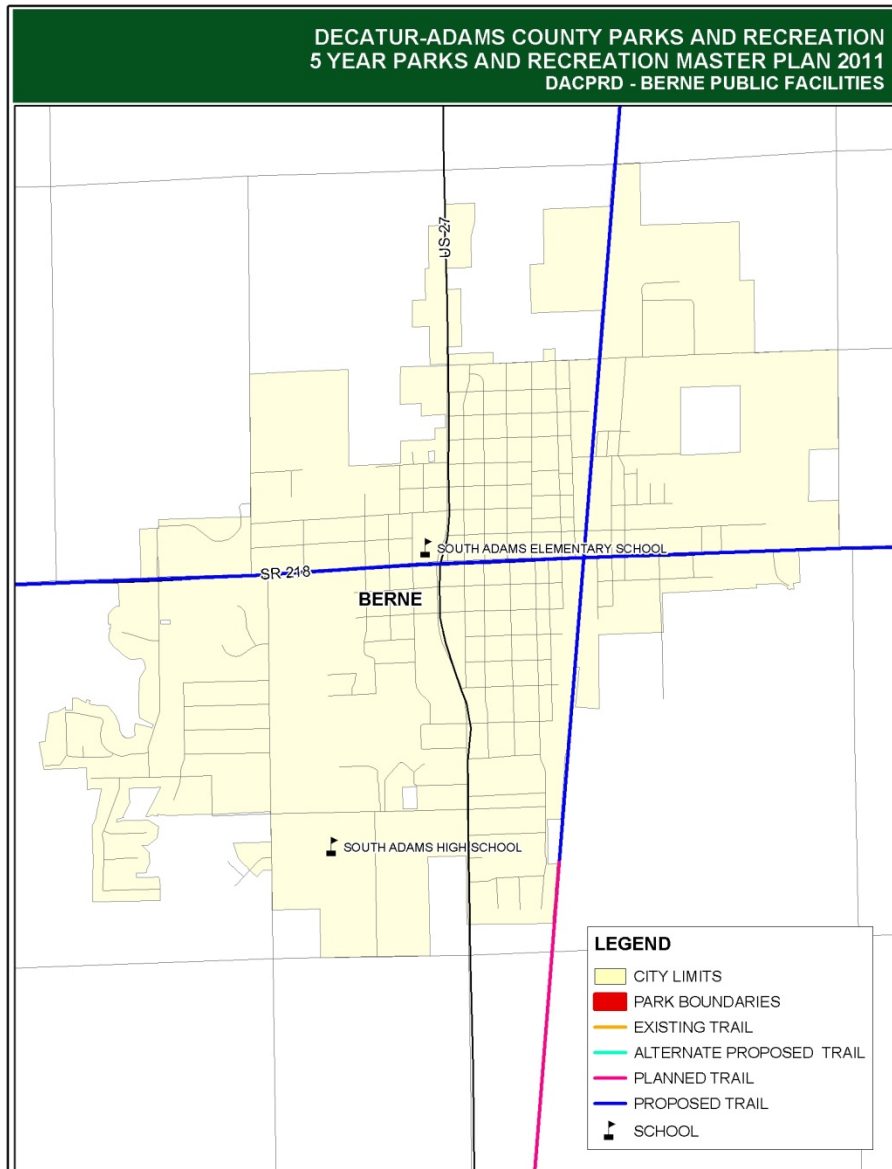 DECATUR-ADAMS COUNTY PARKS AND RECREATION
5 YEAR PARKS AND RECREATION MASTER PLAN 2011
DACPRD - BERNE PUBLIC FACILITIES
US-27
SOUTH ADAMS ELEMENTARY SCHOOL
SR 218
BERNE
SOUTH ADAMS HIGH SCHOOL
LEGEND
CITY LIMITS
PARK BOUNDARIES
EXISTING TRAIL
ALTERNATE PROPOSED TRAIL
PLANNED TRAIL
PROPOSED TRAIL
SCHOOL